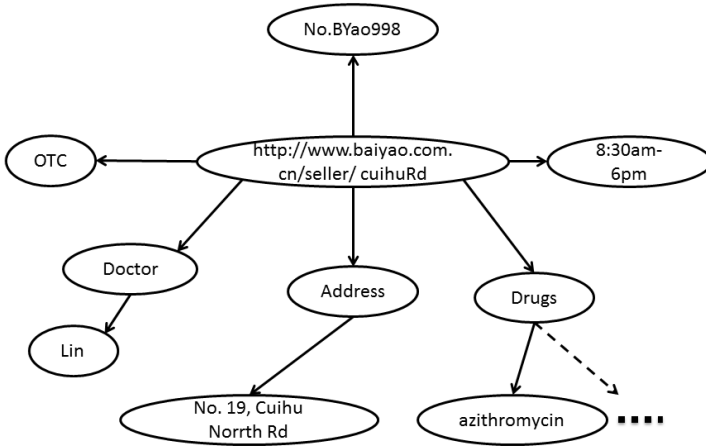 No.BYao998
OTC
http://www.baiyao.com.
cn/seller/ cuihuRd
8:30am-
6pm
Doctor
Address
Drugs
Lin
No. 19, Cuihu
Norrth Rd
azithromycin